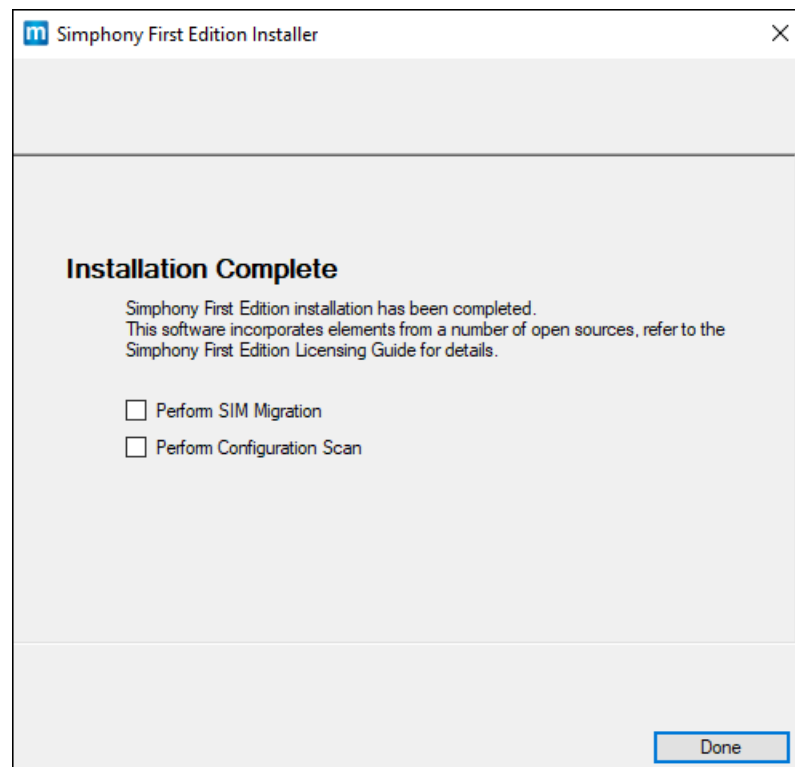 m Simphony First Edition Installer
Installation Complete
Simphony First Edition installation has been completed.
This software incorporates elements from a number of open sources, refer to the
Simphony First Edition Licensing Guide for details.
Perform SIM Migration
Perform Configuration Scan
Done